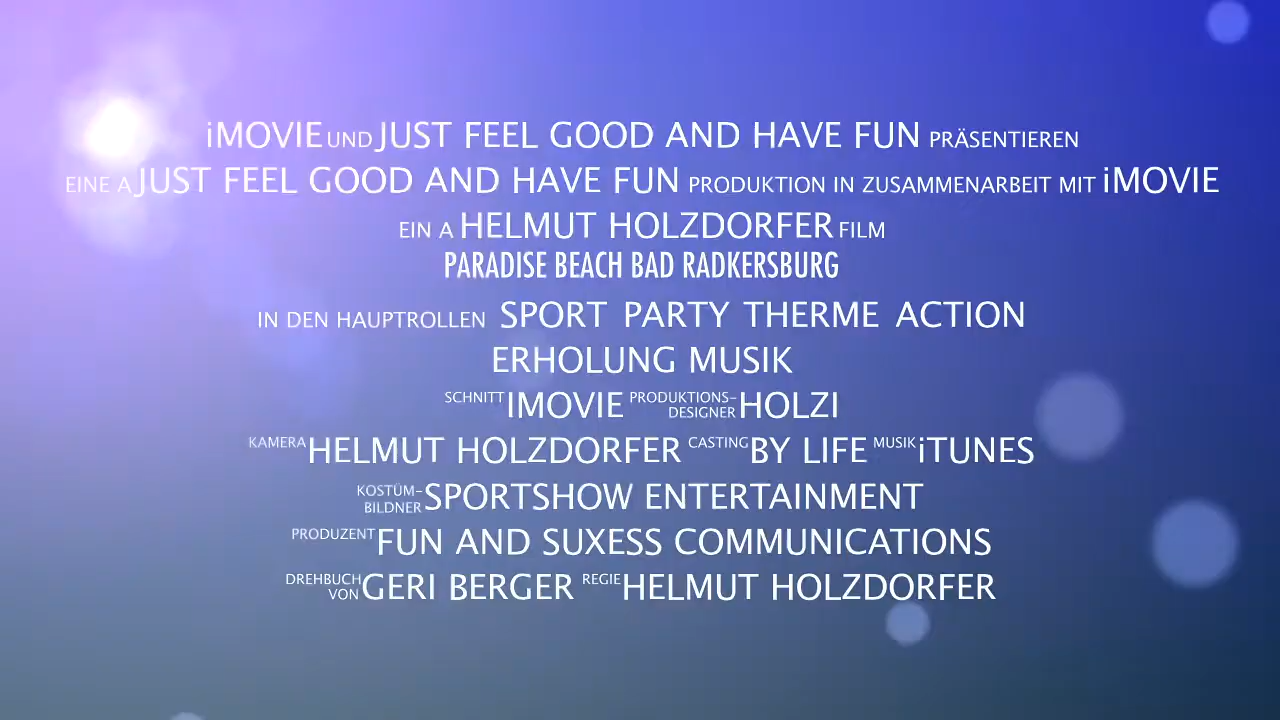 iMOVIE UND JUST FEEL GOOD AND HAVE FUN PRÄSENTIEREN
EINE A JUST FEEL GOOD AND HAVE FUN PRODUKTION IN ZUSAMMENARBEIT MIT iMOVIE
EIN A HELMUT HOLZDORFER FILM
PARADISE BEACH BAD RADKERSBURG
IN DEN HAUPTROLLEN SPORT PARTY THERME ACTION
ERHOLUNG MUSIK
SCHNITT IMOVIE PRODUKTIONS-DESIGNER HOLZI
KAMERA HELMUT HOLZDORFER CASTING BY LIFE MUSIK iTUNES
KOSTÜM-BILDNER SPORTSHOW ENTERTAINMENT
PRODUZENT FUN AND SUXESS COMMUNICATIONS
DREHBUCH VON GERI BERGER REGIE HELMUT HOLZDORFER